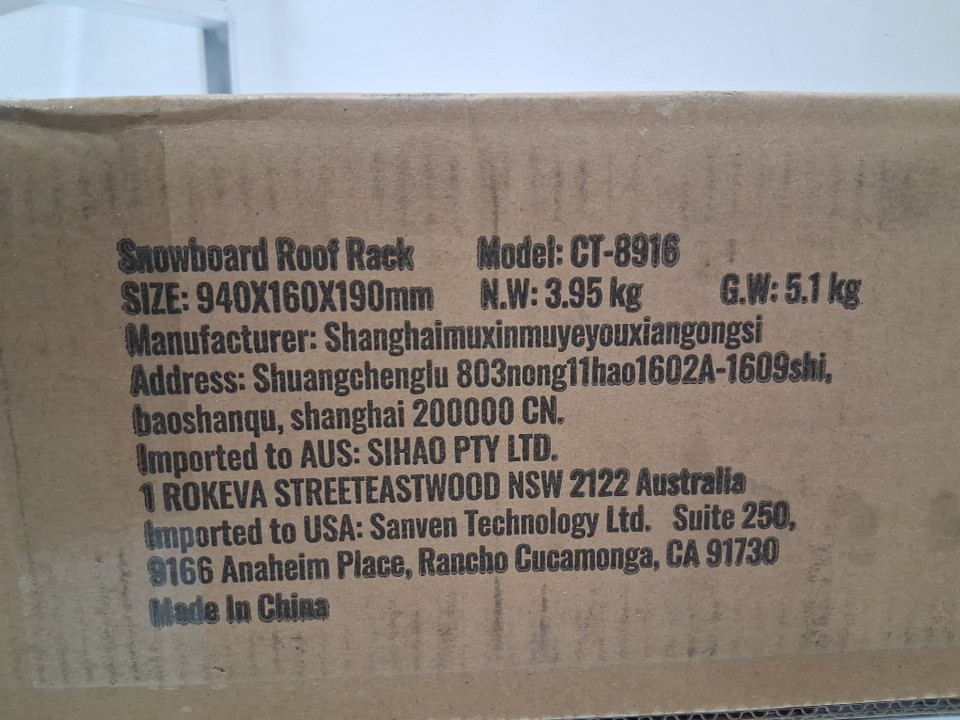 Snowboard Roof Rack Model: CT-8916
SIZE: 940X160X190mm N.W: 3.95 kg G.W: 5.1 kg
Manufacturer: Shanghaimuxinmuyeyouxiangongsi
Address: Shuangchenglu 803nong11hao1602A-1609shi,
baoshanqu, shanghai 200000 CN.
Imported to AUS: SIHAO PTY LTD.
1 ROKEVA STREETEASTWOOD NSW 2122 Australia
Imported to USA: Sanven Technology Ltd. Suite 250,
9166 Anaheim Place, Rancho Cucamonga, CA 91730
Made In China